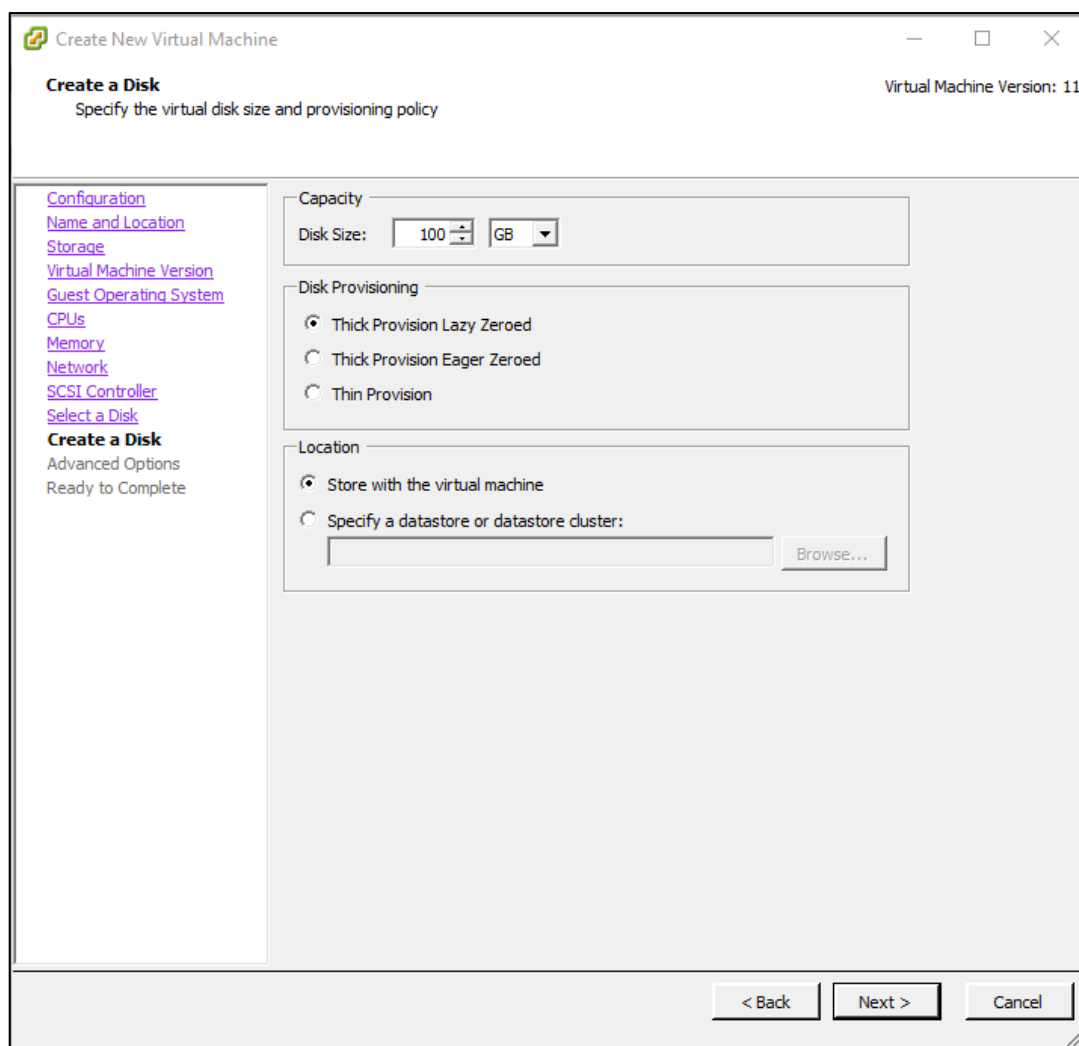 Create New Virtual Machine
Create a Disk
Virtual Machine Version: 11
Specify the virtual disk size and provisioning policy
Configuration
Name and Location
Storage
Virtual Machine Version
Guest Operating System
CPUs
Memory
Network
SCSI Controller
Select a Disk
Create a Disk
Advanced Options
Ready to Complete
Capacity
Disk Size: 100 GB
Disk Provisioning
Thick Provision Lazy Zeroed
Thick Provision Eager Zeroed
Thin Provision
Location
Store with the virtual machine
Specify a datastore or datastore cluster:
Browse...
< Back Next > Cancel